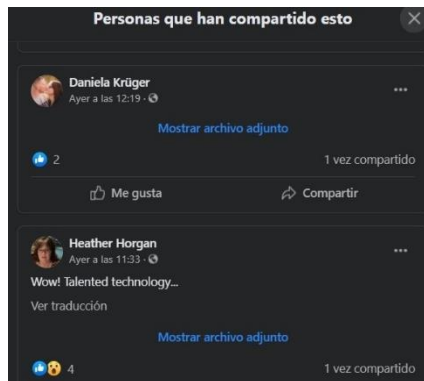 Personas que han compartido esto
Daniela Krüger
Ayer a las 12:19 ·
Mostrar archivo adjunto
2
1 vez compartido
Me gusta
Compartir
Heather Horgan
Ayer a las 11:33 ·
Wow! Talented technology...
Ver traducción
Mostrar archivo adjunto
4
1 vez compartido